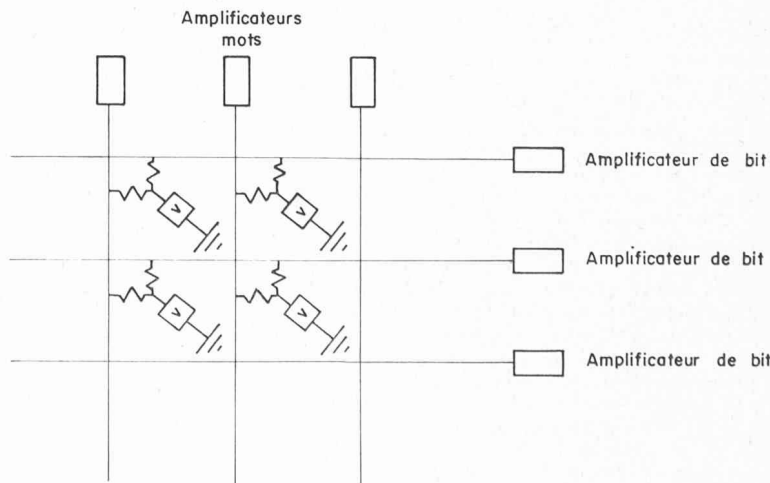 Amplificateurs
mots
Amplificateur de bit
V
V
Amplificateur de bit
V
V
Amplificateur de bit